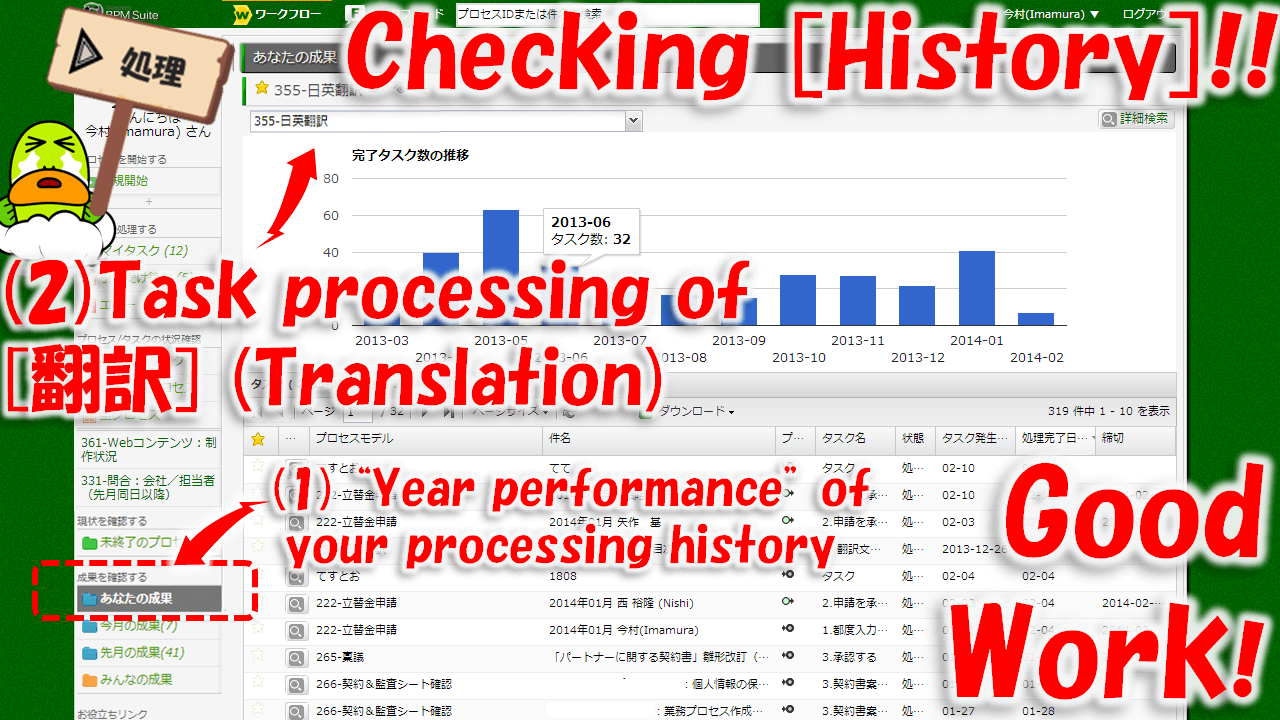 BPM Suite
ワークフロー
プロセスIDまたは件名で検索
今村(Imamura) ▼
ログアウ
Checking [History]!!
処理
あなたの成果
355-日英翻訳
今村(Imamura) さん
355-日英翻訳
詳細検索
を開始する
規開始
+
処理する
マイタスク (12)
完了タスク数の推移
80
60
40
0
2013-06
タスク数: 32
(2)Task processing of
[翻訳] (Translation)
2013-03
2013-05
2013-07
2013-09
2013-11
2014-01
2013-08
2013-10
2013-12
2014-02
プロセス/タスクの状況確認
ページ 1 / 32
ページサイズ
ダウンロード
319 件中 1 - 10 を表示
361-Webコンテンツ：制
作状況
331-問合：会社／担当者
（先月同日以降）
現状を確認する
未終了のプロセ
成果を確認する
あなたの成果
今月の成果(7)
先月の成果(41)
みんなの成果
お役立ちリンク
… プロセスモデル 件名 プ… タスク名 状態 タスク発生… 処理完了日… 締切
てすとお てて タスク 処… 02-10
(1) “Year performance” of
your processing history
222-立替金申請 承… 処… 02-10
222-立替金申請 2014年01月 矢作 基 2.申請を承… 処… 02-03
翻訳文… 処… 2013-12-26
てすとお 1808 タスク 処… 02-04 02-04
222-立替金申請 2014年01月 西 裕隆 (Nishi) 2.申請を承… 処… 2014-02-…
222-立替金申請 2014年01月 今村(Imamura) 1.都度入力… 処…
265-稟議 「パートナーに関する契約書」雛形改訂（… 3.承認する 処…
266-契約＆監査シート確認 : 個人情報の保… 3.契約書案… 処…
266-契約＆監査シート確認 : 業務プロセス作成… 3.契約書案… 処… 01-27 01-28
Good
Work!